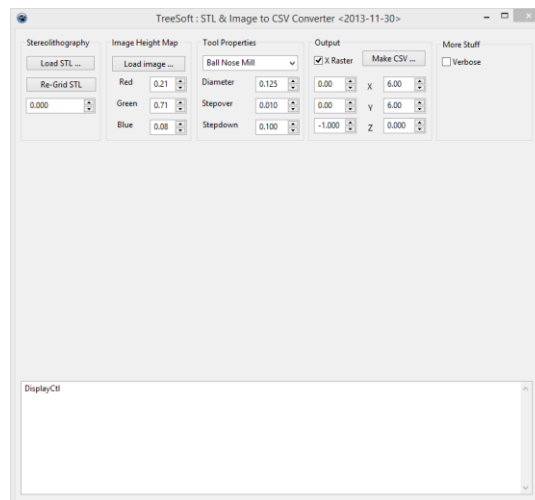 TreeSoft : STL & Image to CSV Converter <2013-11-30>
Stereolithography
Load STL ...
Re-Grid STL
0.000
Image Height Map
Load image ...
Red 0.21
Green 0.71
Blue 0.08
Tool Properties
Ball Nose Mill
Diameter 0.125
Stepover 0.010
Stepdown 0.100
Output
X Raster Make CSV ...
0.00 X 6.00
0.00 Y 6.00
-1.000 Z 0.000
More Stuff
Verbose
DisplayCtl